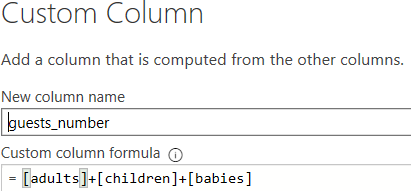 Custom Column
Add a column that is computed from the other columns.
New column name
guests_number
Custom column formula
= [adults]+[children]+[babies]